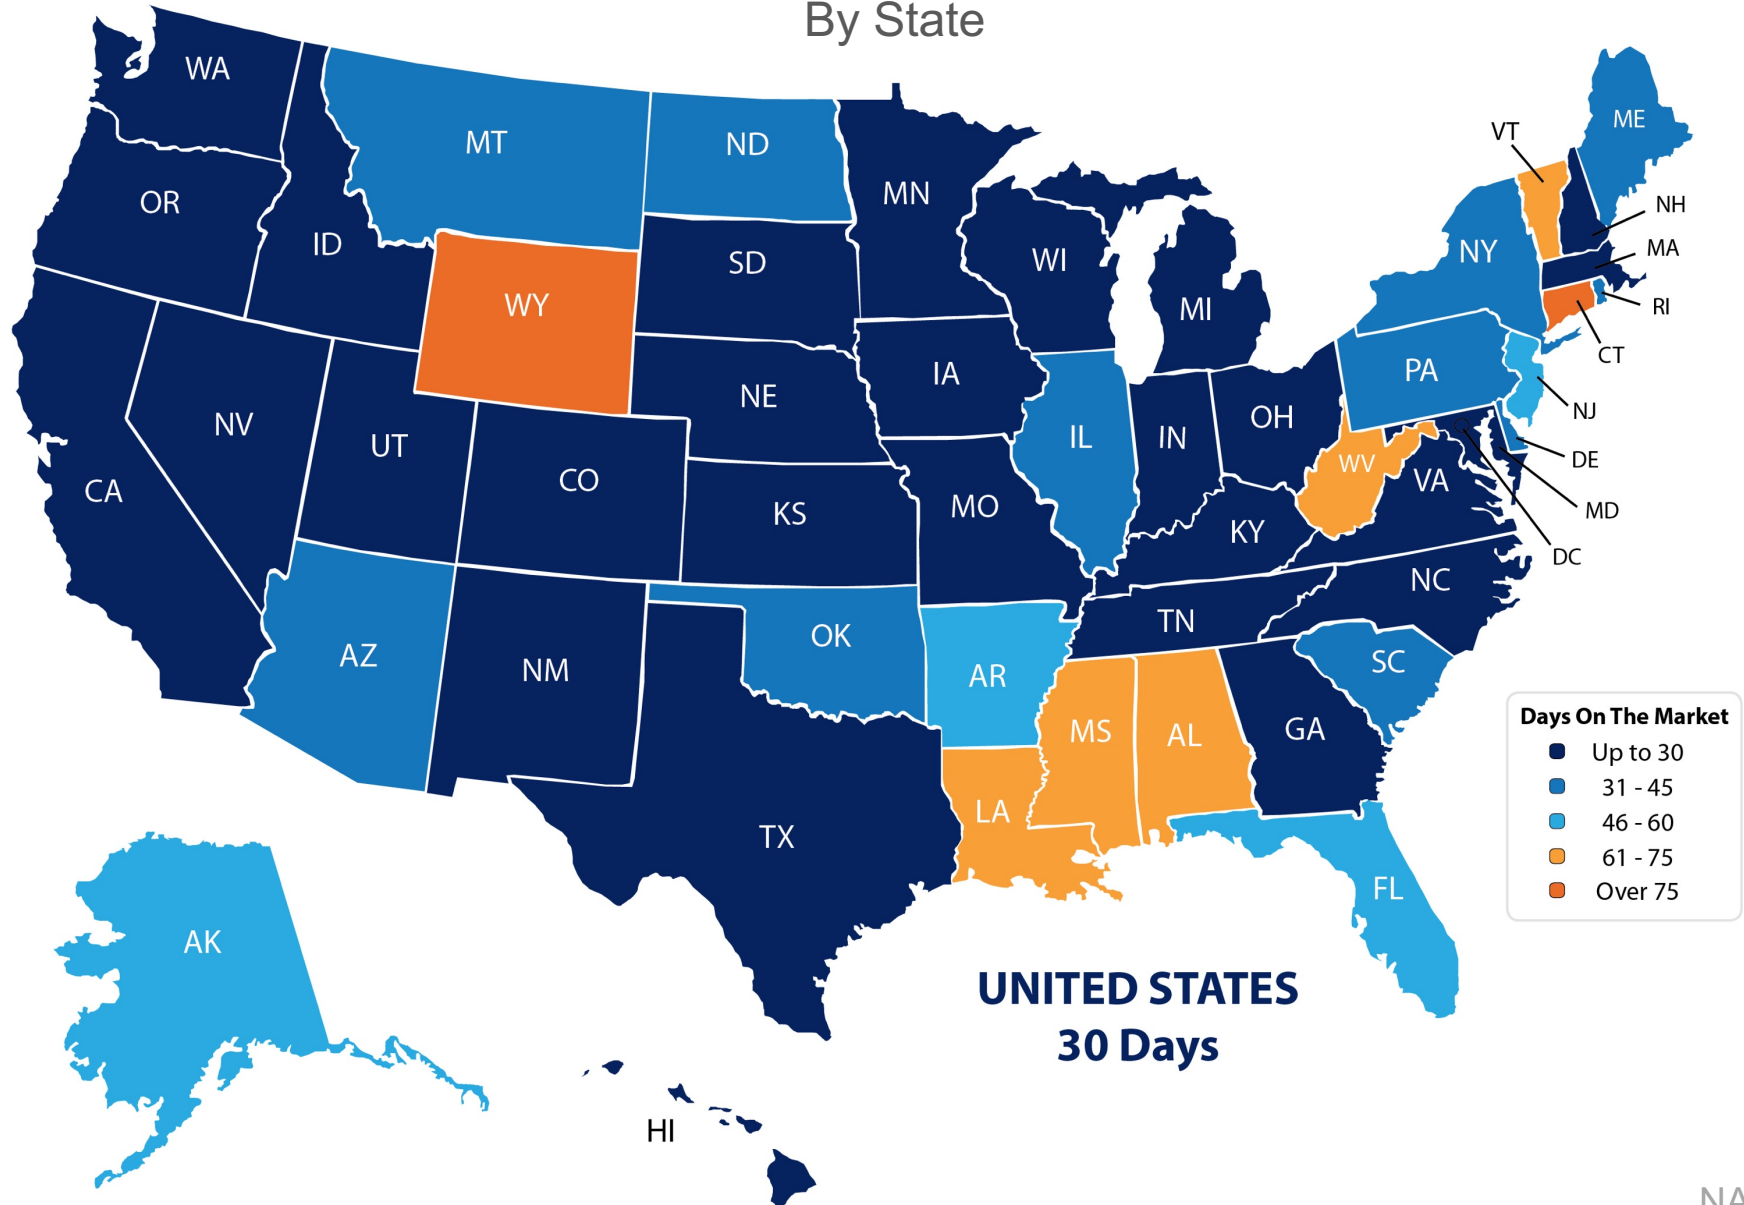 By State
WA
MT
ND
MN
OR
ID
SD
WI
MI
WY
NV
UT
CA
CO
NE
IA
KS
MO
IL
IN
OH
KY
WV
VA
PA
NY
VT
ME
NH
MA
RI
CT
NJ
DE
MD
DC
NC
TN
SC
AZ
NM
OK
AR
MS
AL
GA
LA
TX
FL
AK
HI
Days On The Market
Up to 30
31 - 45
46 - 60
61 - 75
Over 75
UNITED STATES
30 Days